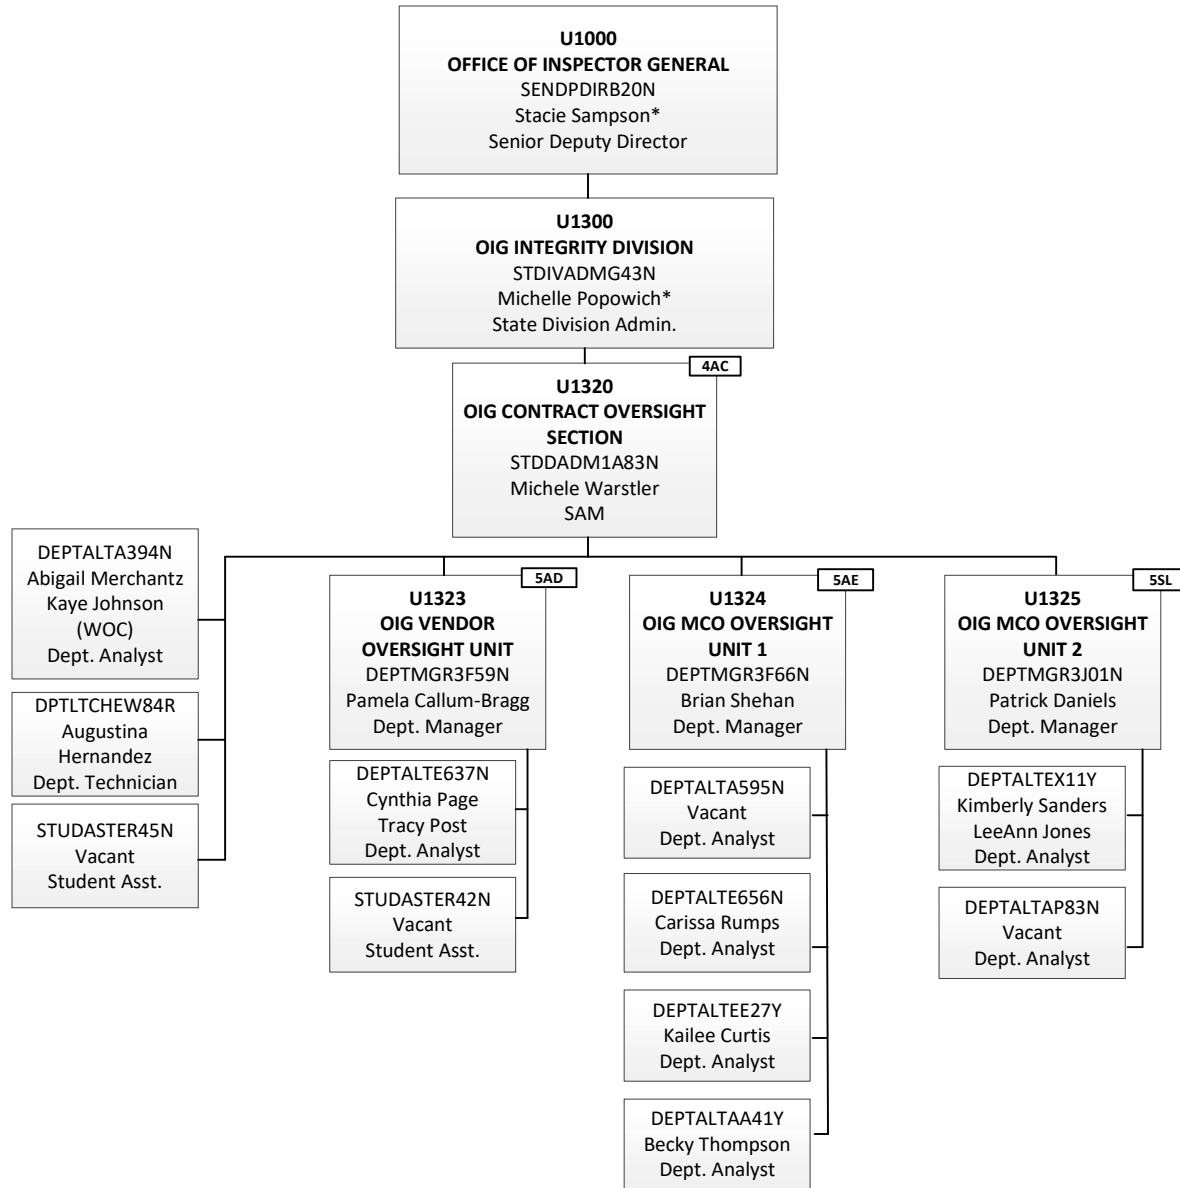 U1000
OFFICE OF INSPECTOR GENERAL
SENDPDIRB20N
Stacie Sampson*
Senior Deputy Director
U1300
OIG INTEGRITY DIVISION
STDIVADMG43N
Michelle Popowich*
State Division Admin.
4AC
U1320
OIG CONTRACT OVERSIGHT
SECTION
STDDADM1A83N
Michele Warstler
SAM
DEPTALTA394N
Abigail Merchantz
Kaye Johnson
(WOC)
Dept. Analyst
DPTLTCHEW84R
Augustina
Hernandez
Dept. Technician
STUDASTER45N
Vacant
Student Asst.
5AD
U1323
OIG VENDOR
OVERSIGHT UNIT
DEPTMGR3F59N
Pamela Callum-Bragg
Dept. Manager
DEPTALTE637N
Cynthia Page
Tracy Post
Dept. Analyst
STUDASTER42N
Vacant
Student Asst.
5AE
U1324
OIG MCO OVERSIGHT
UNIT 1
DEPTMGR3F66N
Brian Shehan
Dept. Manager
DEPTALTA595N
Vacant
Dept. Analyst
DEPTALTE656N
Carissa Rumps
Dept. Analyst
DEPTALTEE27Y
Kailee Curtis
Dept. Analyst
DEPTALTAA41Y
Becky Thompson
Dept. Analyst
5SL
U1325
OIG MCO OVERSIGHT
UNIT 2
DEPTMGR3J01N
Patrick Daniels
Dept. Manager
DEPTALTEX11Y
Kimberly Sanders
LeeAnn Jones
Dept. Analyst
DEPTALTAP83N
Vacant
Dept. Analyst